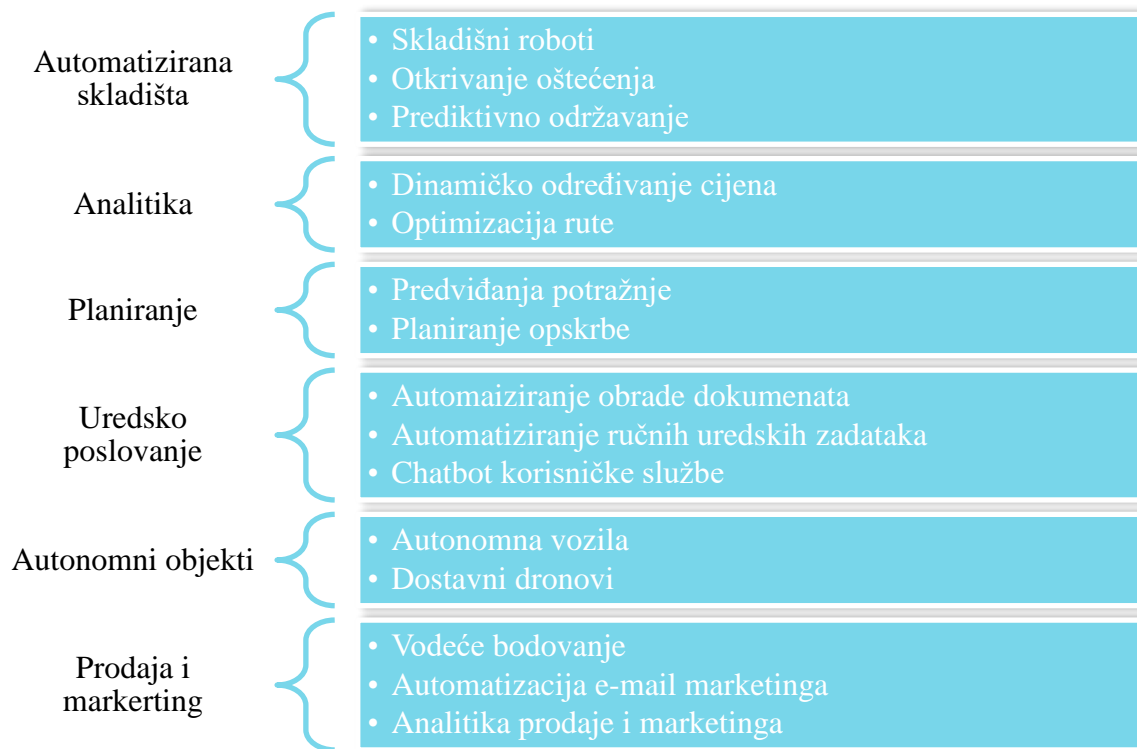 Automatizirana
skladišta
• Skladišni roboti
• Otkrivanje oštećenja
• Prediktivno održavanje
Analitika
• Dinamičko određivanje cijena
• Optimizacija rute
Planiranje
• Predviđanja potražnje
• Planiranje opskrbe
Uredsko
poslovanje
• Automaiziranje obrade dokumenata
• Automatiziranje ručnih uredskih zadataka
• Chatbot korisničke službe
Autonomni objekti
• Autonomna vozila
• Dostavni dronovi
Prodaja i
markerting
• Vodeće bodovanje
• Automatizacija e-mail marketinga
• Analitika prodaje i marketinga